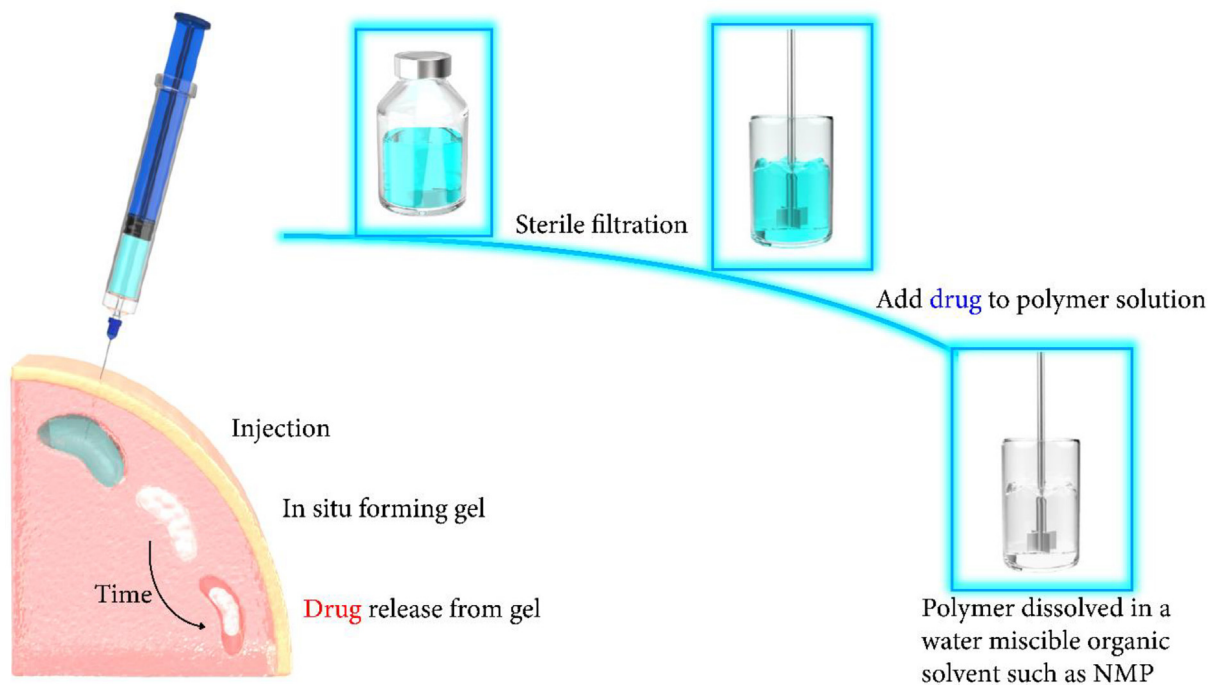 Sterile filtration
Add drug to polymer solution
Injection
In situ forming gel
Time
Drug release from gel
Polymer dissolved in a
water miscible organic
solvent such as NMP